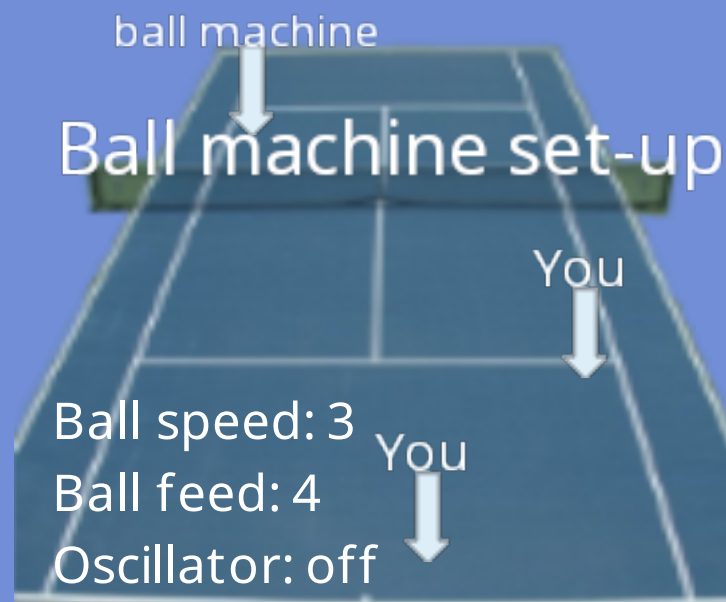 ball machine
Ball machine set-up
You
Ball speed: 3
You
Ball feed: 4
Oscillator: off